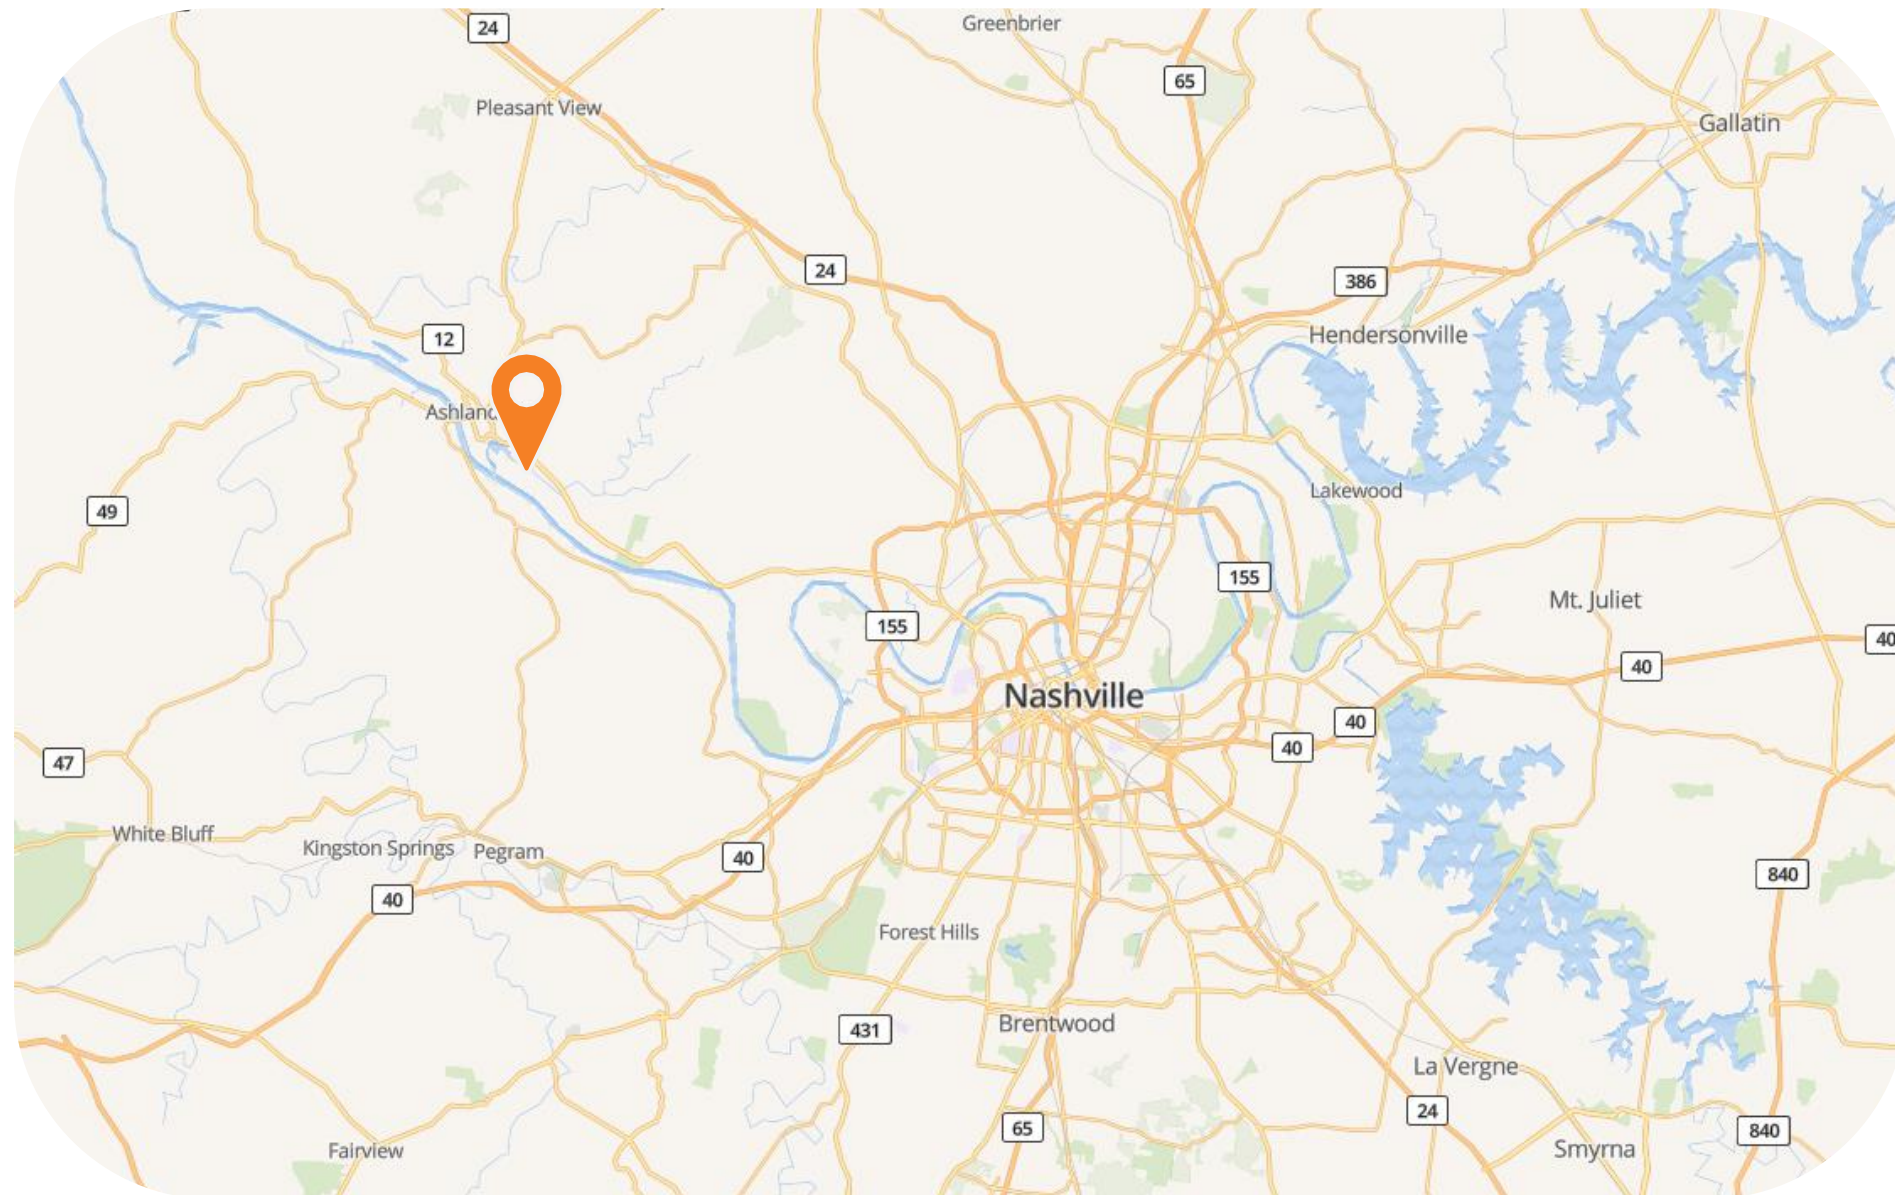 24
Greenbrier
65
Pleasant View
Gallatin
24
386
12
Hendersonville
Ashland
49
Lakewood
155
Mt. Juliet
155
40
40
Nashville
40
40
47
White Bluff
Kingston Springs
Pegram
40
840
40
Forest Hills
431
Brentwood
La Vergne
24
65
840
Fairview
Smyrna